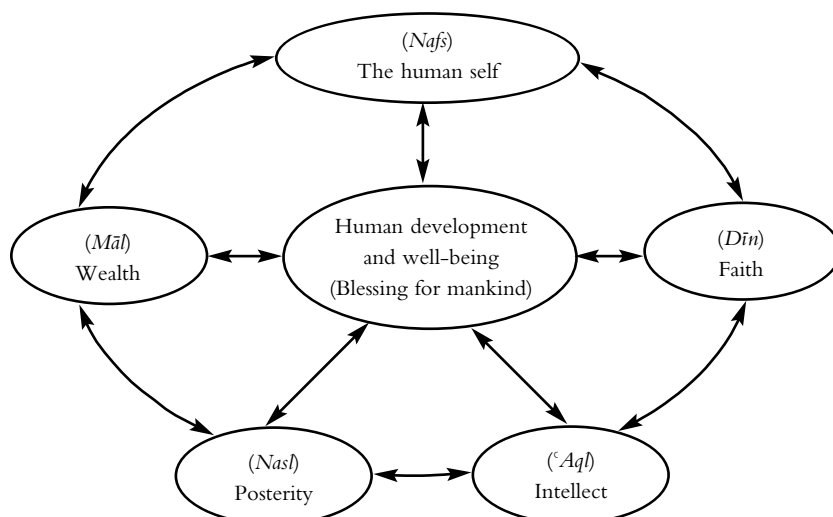 (Nafs)
The human self
(Māl)
Wealth
Human development
and well-being
(Blessing for mankind)
(Dīn)
Faith
(Nasl)
Posterity
(ʿAql)
Intellect